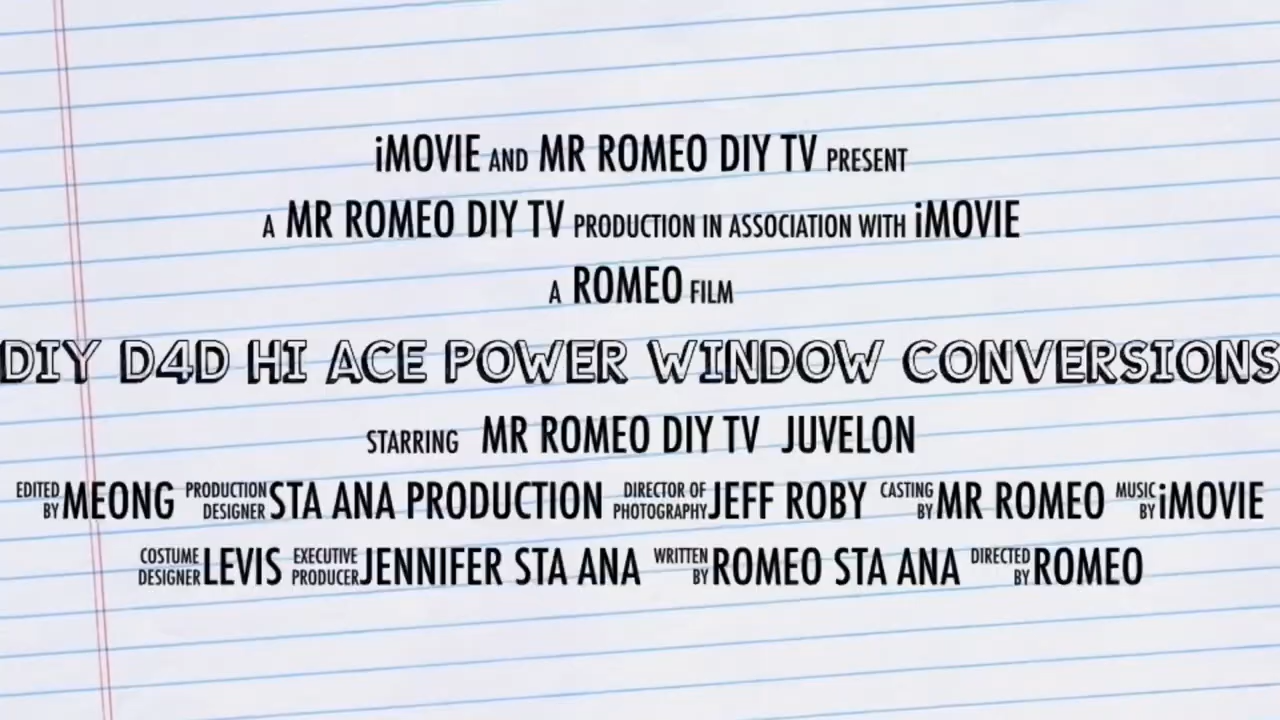 iMOVIE AND MR ROMEO DIY TV PRESENT
A MR ROMEO DIY TV PRODUCTION IN ASSOCIATION WITH iMOVIE
A ROMEO FILM
DIY D4D HI ACE POWER WINDOW CONVERSIONS
STARRING MR ROMEO DIY TV JUVELON
EDITED BY MEONG PRODUCTION DESIGNER STA ANA PRODUCTION DIRECTOR OF PHOTOGRAPHY JEFF ROBY CASTING BY MR ROMEO MUSIC BY iMOVIE
COSTUME DESIGNER LEVIS EXECUTIVE PRODUCER JENNIFER STA ANA WRITTEN BY ROMEO STA ANA DIRECTED BY ROMEO